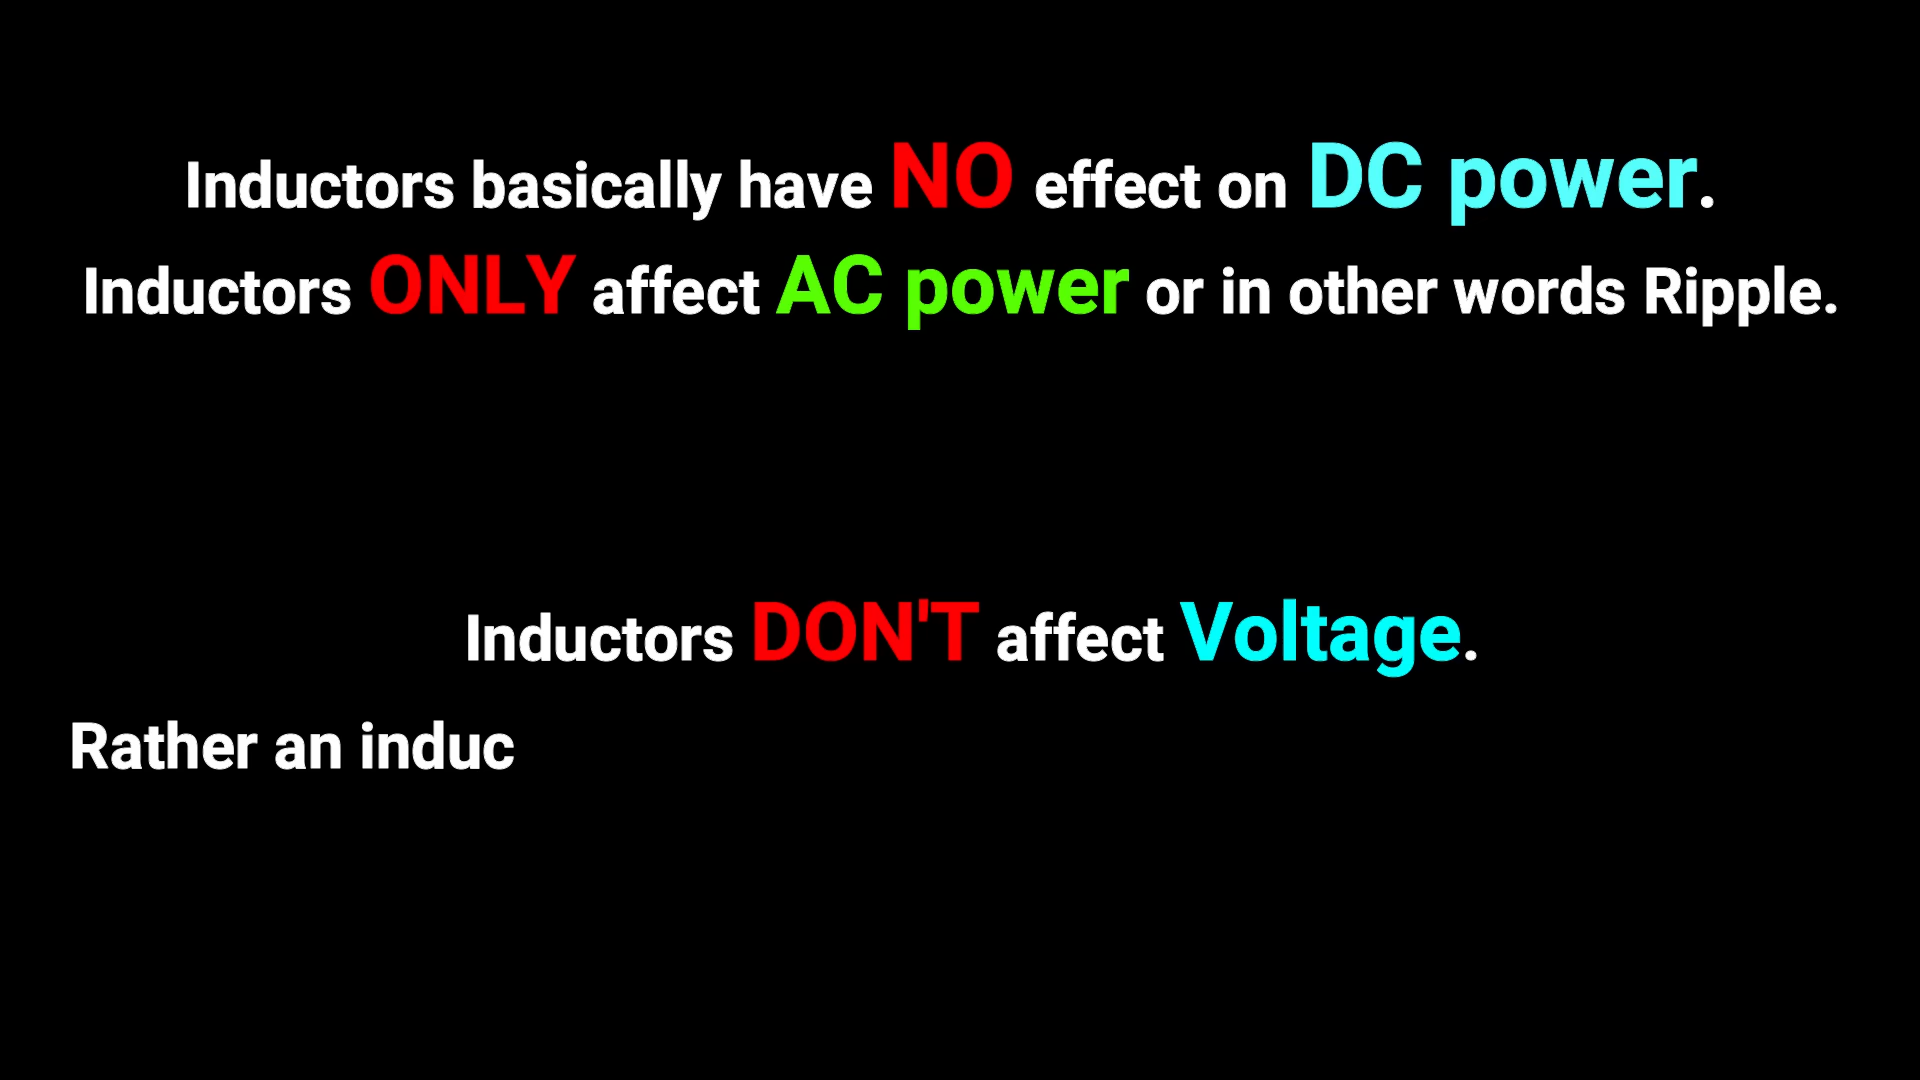 Inductors basically have NO effect on DC power.
Inductors ONLY affect AC power or in other words Ripple.
Inductors DON'T affect Voltage.
Rather an induc